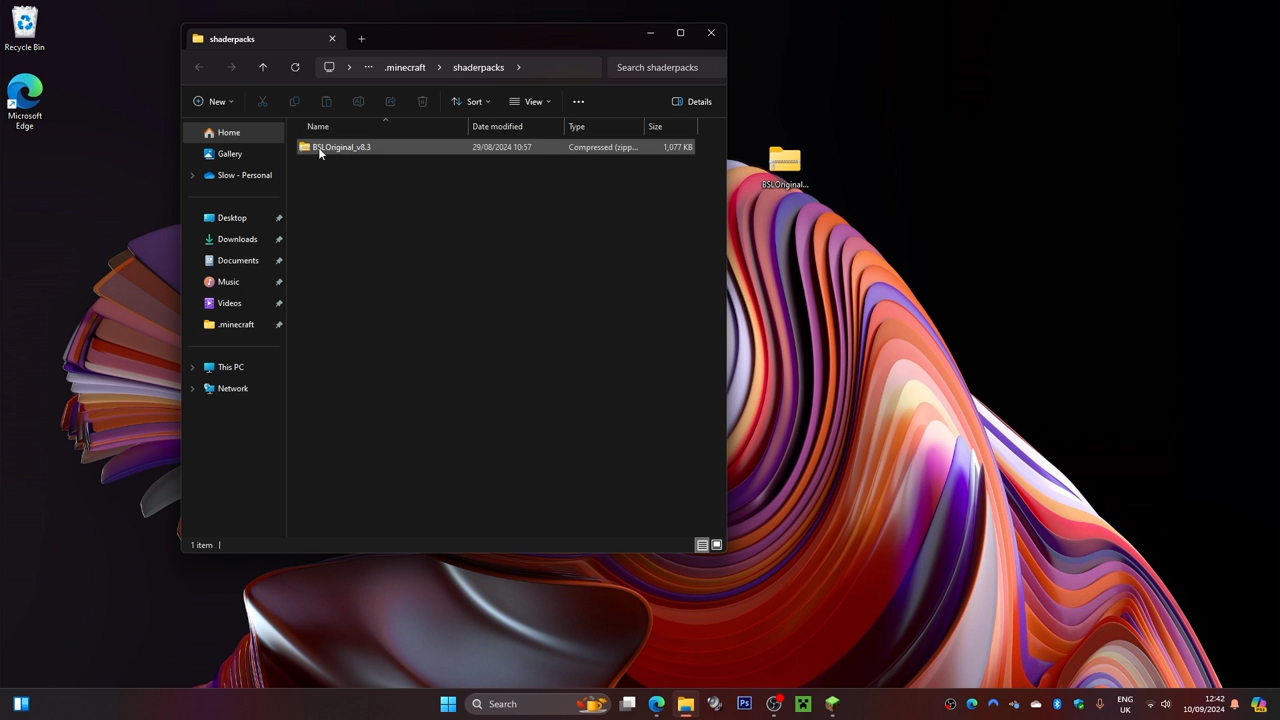 Recycle Bin
Microsoft
Edge
shaderpacks
.minecraft
shaderpacks
Search shaderpacks
New
Sort
View
Details
Name
Date modified
Type
Size
BSLOriginal_v8.3
29/08/2024 10:57
Compressed (zipp...
1,077 KB
Home
Gallery
Slow - Personal
Desktop
Downloads
Documents
Music
Videos
.minecraft
This PC
Network
1 item
BSLOriginal...
Search
Ps
ENG
UK
12:42
10/09/2024